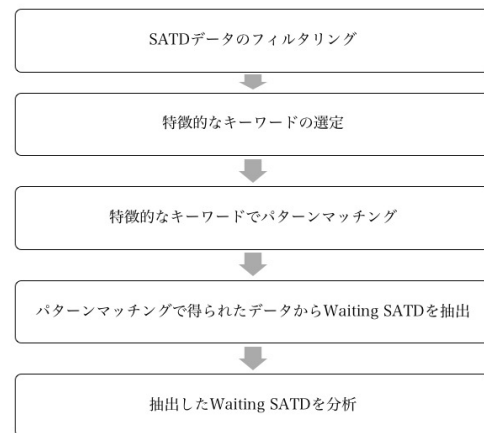 SATDデータのフィルタリング
特徴的なキーワードの選定
特徴的なキーワードでパターンマッチング
パターンマッチングで得られたデータからWaiting SATDを抽出
抽出したWaiting SATDを分析